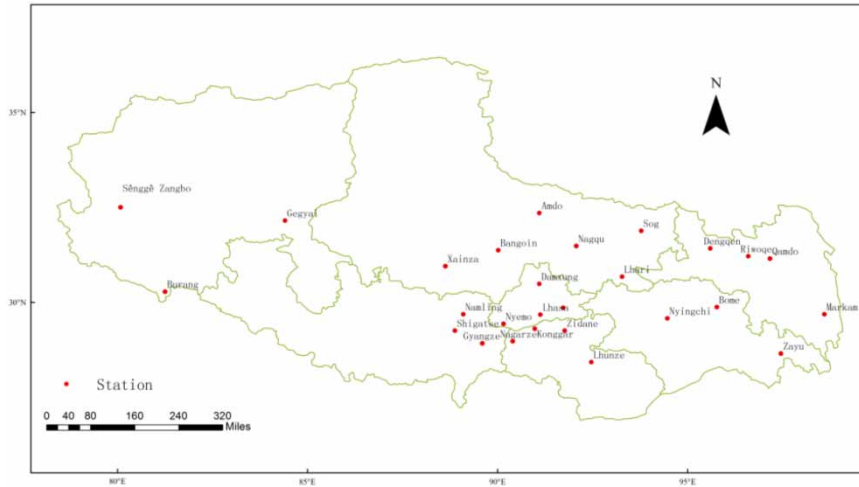 N
35°N
Sênggê Zangbo
Gegyai
Amdo
Sog
Bangoin
Nagqu
Dengqen
Riwoqe
Qamdo
Xainza
Lhari
Damxung
Burang
30°N
Namling
Lhasa
Bome
Nyingchi
Markam
Shigatse
Nyemo
Zidane
Gyangze
Nagarze
Konggar
Zayu
Lhunze
Station
0 40 80 160 240 320
Miles
80°E
85°E
90°E
95°E